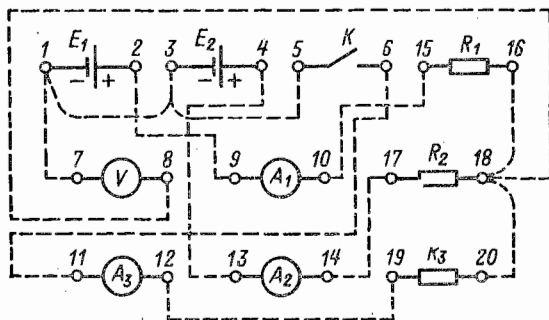 1 E₁ 2 3 E₂ 4 5 K 6 15 R₁ 16
− + − +
7 V 8 9 A₁ 10 17 R₂ 18
11 A₃ 12 13 A₂ 14 19 R₃ 20